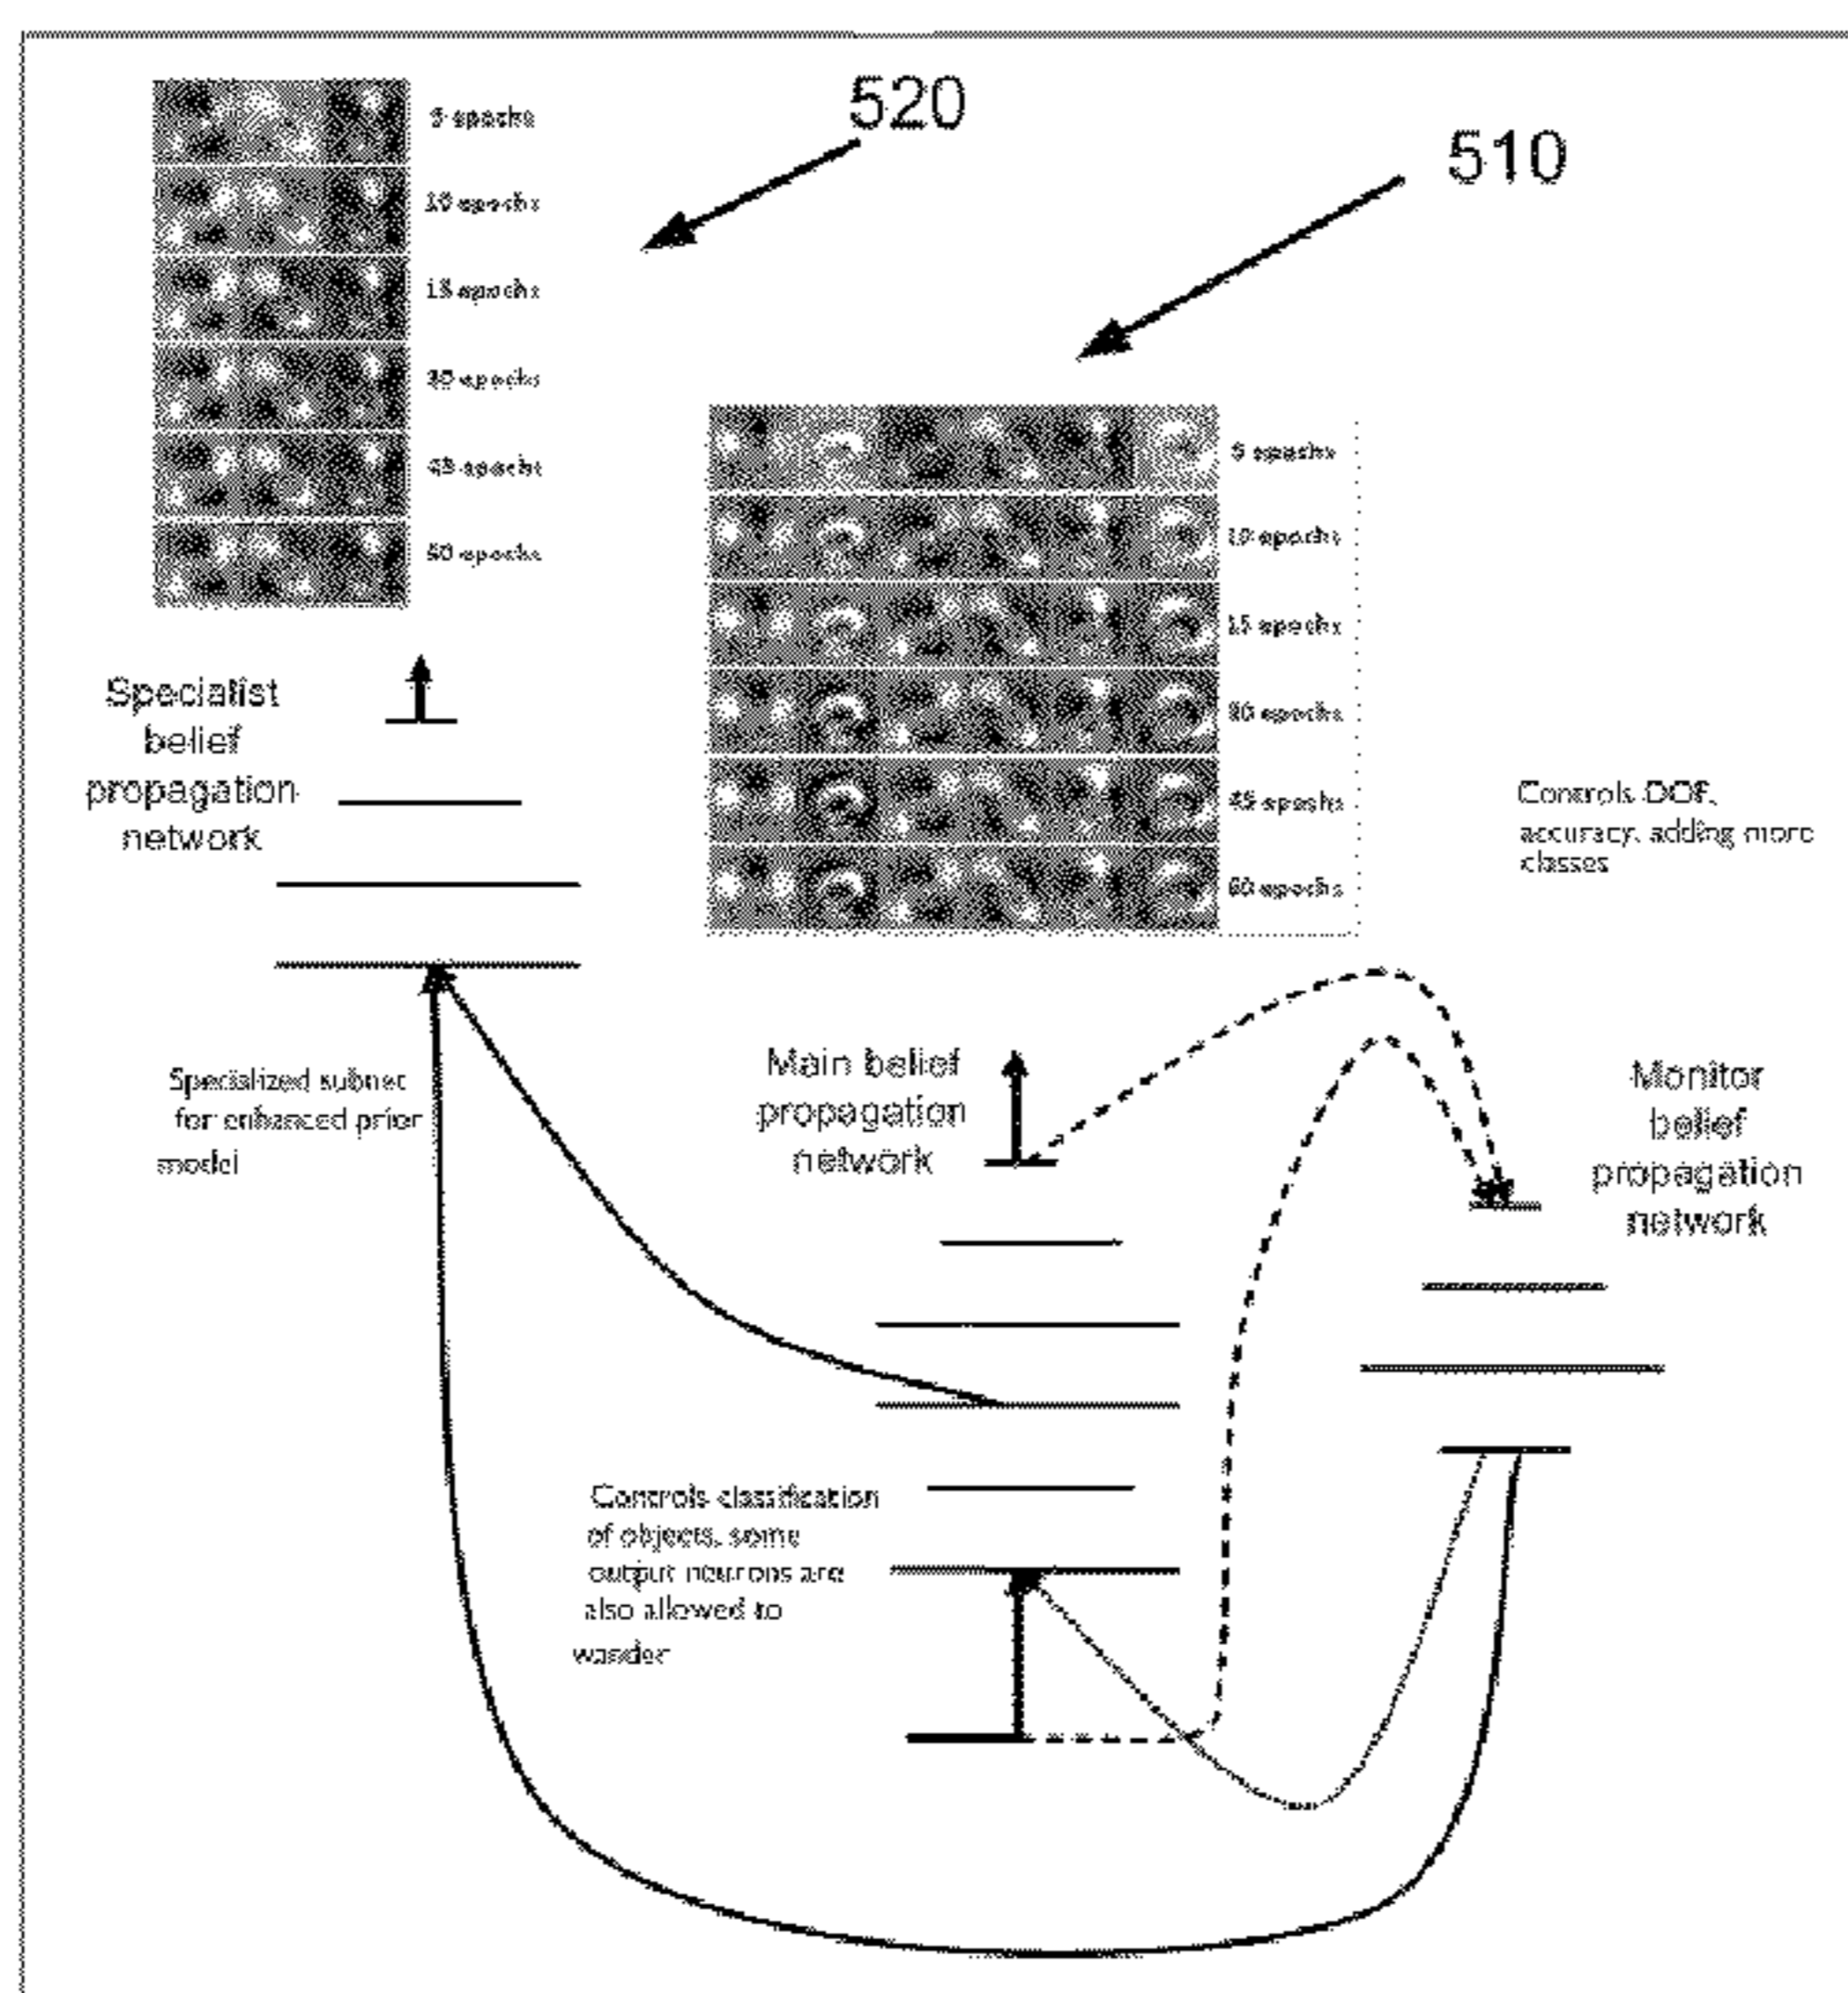 520
510
5 epochs
10 epochs
15 epochs
30 epochs
45 epochs
60 epochs
5 epochs
10 epochs
15 epochs
30 epochs
45 epochs
60 epochs
Specialist
belief
propagation
network
Controls DOF,
accuracy, adding more
classes
Specialized subnet
for enhanced prior
model
Main belief
propagation
network
Monitor
belief
propagation
network
Controls classification
of objects, some
output neurons are
also allowed to
wander